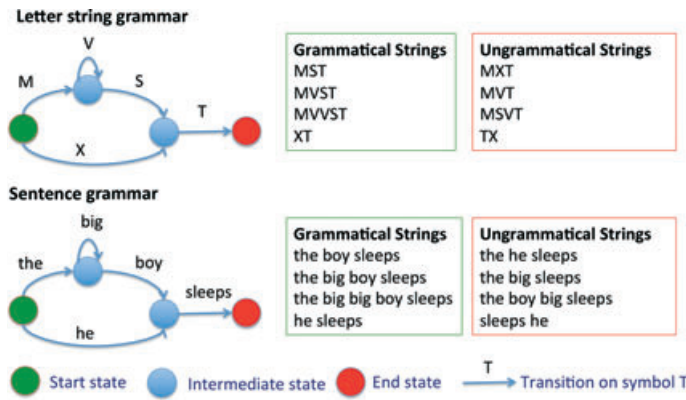 Letter string grammar
V
M
S
T
X
Grammatical Strings
MST
MVST
MVVST
XT
Ungrammatical Strings
MXT
MVT
MSVT
TX
Sentence grammar
big
the
boy
sleeps
he
Grammatical Strings
the boy sleeps
the big boy sleeps
the big big boy sleeps
he sleeps
Ungrammatical Strings
the he sleeps
the big sleeps
the boy big sleeps
sleeps he
Start state
Intermediate state
End state
T
Transition on symbol T